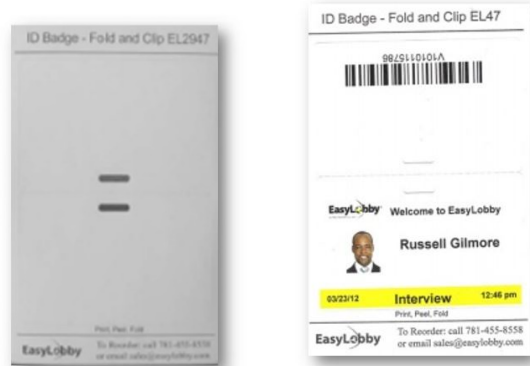 ID Badge - Fold and Clip EL2947
Print, Peel, Fold
EasyLobby
To Reorder: call 781-455-8558
or email sales@easylobby.com
ID Badge - Fold and Clip EL47
V1010115786
EasyLobby Welcome to EasyLobby
Russell Gilmore
03/23/12 Interview 12:46 pm
Print, Peel, Fold
EasyLobby
To Reorder: call 781-455-8558
or email sales@easylobby.com